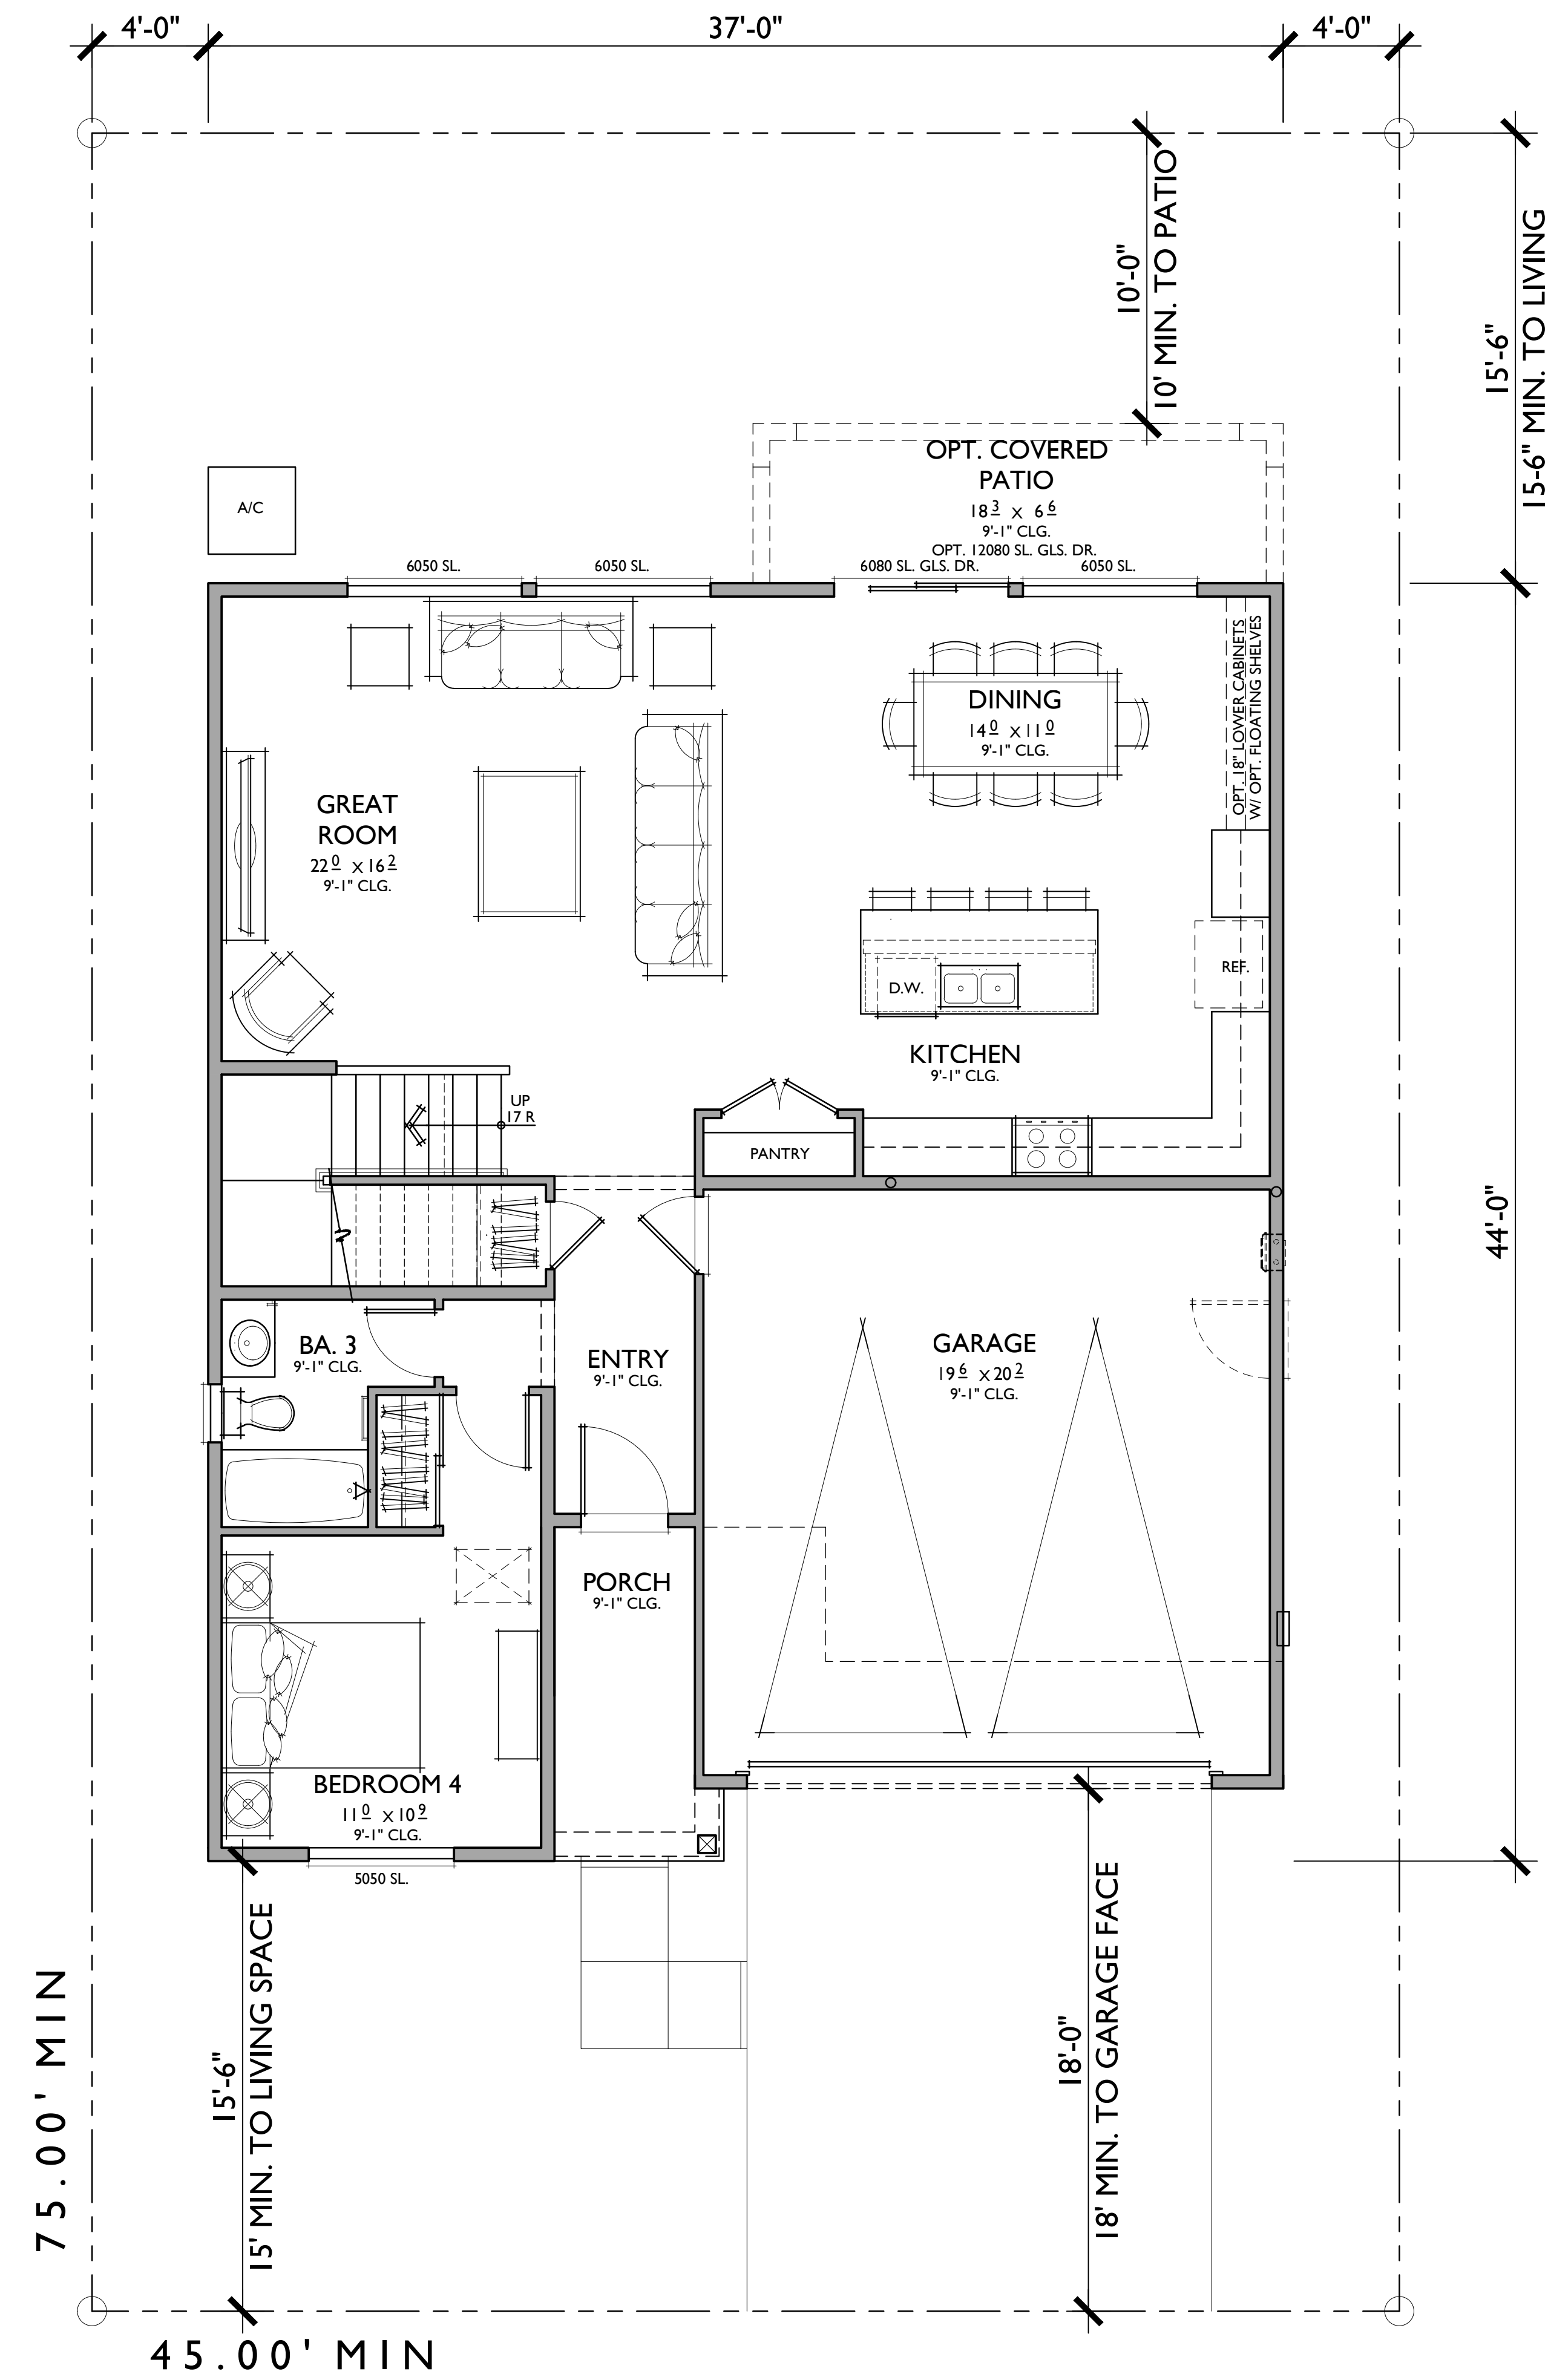 4'-0"
37'-0"
4'-0"
10'-0"
10' MIN. TO PATIO
15'-6"
15-6" MIN. TO LIVING
OPT. COVERED
PATIO
18 3 X 6 6
9'-1" CLG.
OPT. 12080 SL. GLS. DR.
A/C
6050 SL.
6050 SL.
6080 SL. GLS. DR.
6050 SL.
OPT. 18" LOWER CABINETS
W/ OPT. FLOATING SHELVES
DINING
14 0 X 11 0
9'-1" CLG.
GREAT
ROOM
22 0 X 16 2
9'-1" CLG.
REF.
D.W.
KITCHEN
9'-1" CLG.
UP
17 R
PANTRY
44'-0"
BA. 3
9'-1" CLG.
ENTRY
9'-1" CLG.
GARAGE
19 6 X 20 2
9'-1" CLG.
PORCH
9'-1" CLG.
BEDROOM 4
11 0 X 10 9
9'-1" CLG.
5050 SL.
15'-6"
15' MIN. TO LIVING SPACE
18'-0"
18' MIN. TO GARAGE FACE
75.00' MIN
45.00' MIN